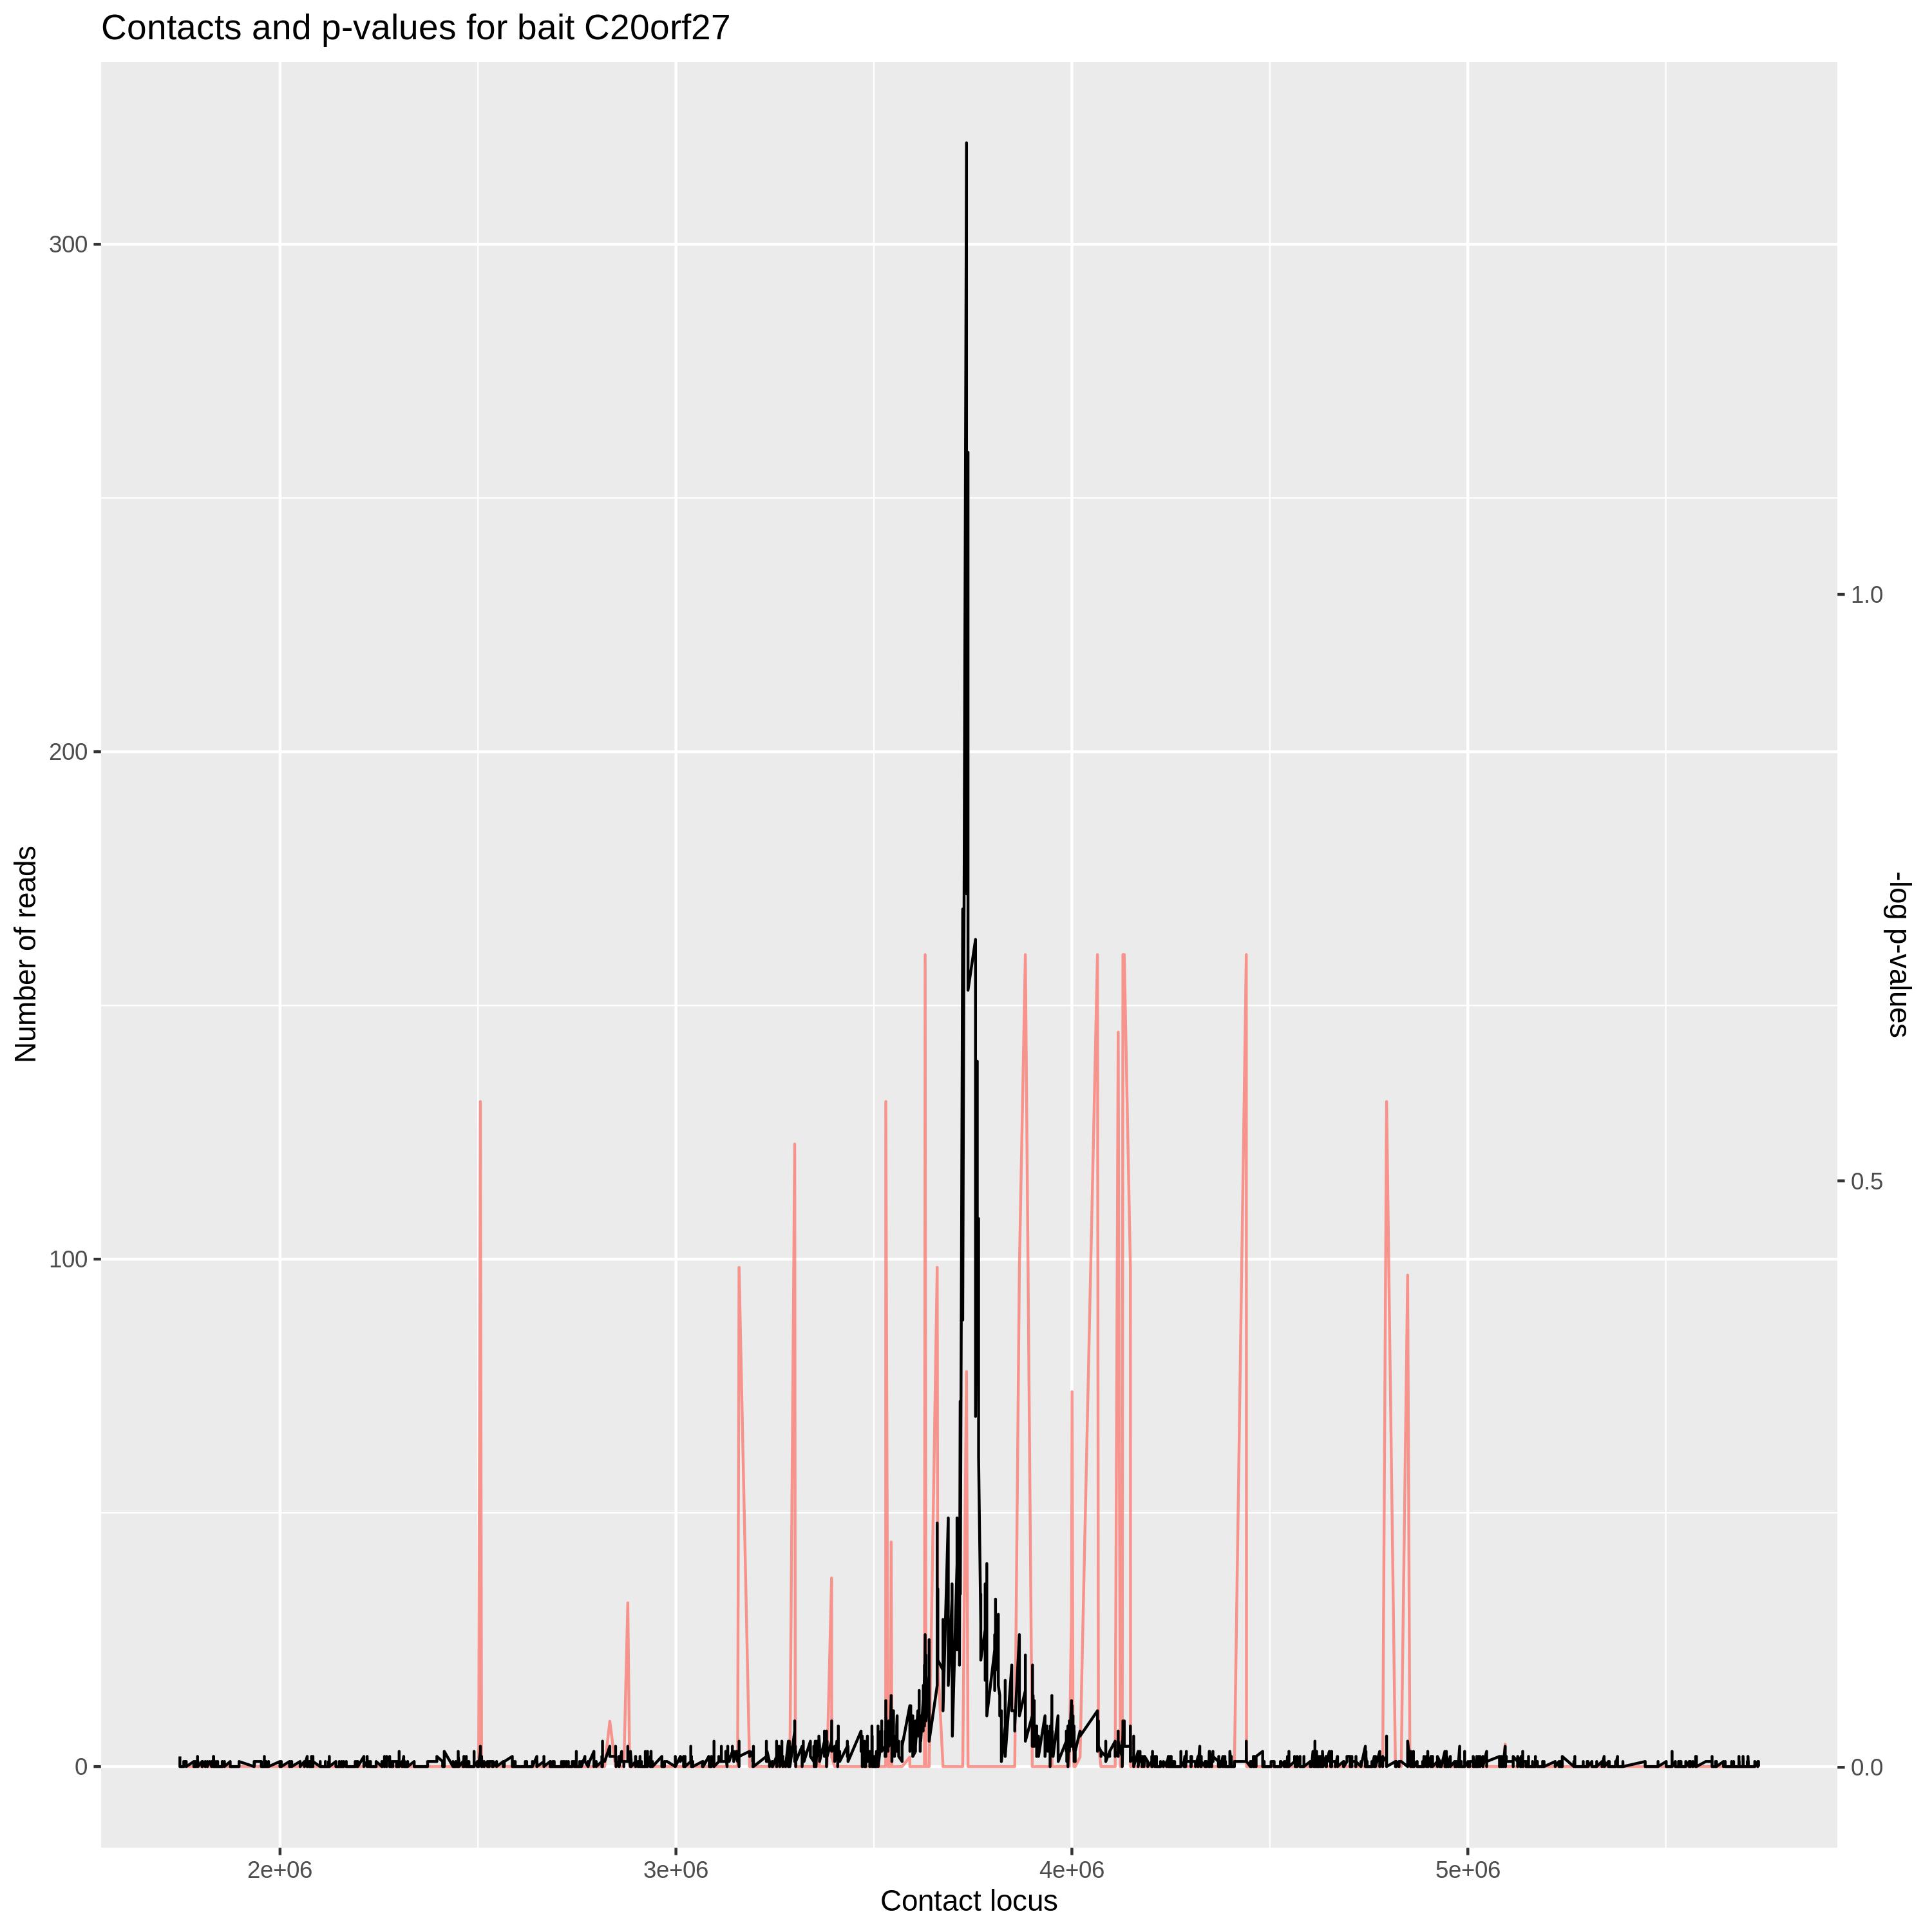 Contacts and p-values for bait C20orf27
300
200
100
0
Number of reads
1.0
0.5
0.0
-log p-values
2e+06 3e+06 4e+06 5e+06
Contact locus